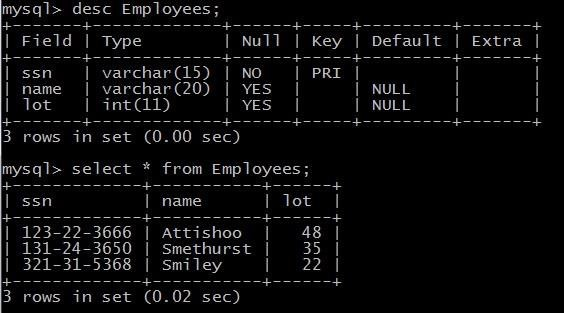 mysql> desc Employees;
+-------+-------------+------+-----+---------+-------+
| Field | Type        | Null | Key | Default | Extra |
+-------+-------------+------+-----+---------+-------+
| ssn   | varchar(15) | NO   | PRI |         |       |
| name  | varchar(20) | YES  |     | NULL    |       |
| lot   | int(11)     | YES  |     | NULL    |       |
+-------+-------------+------+-----+---------+-------+
3 rows in set (0.00 sec)
mysql> select * from Employees;
+-------------+-----------+------+
| ssn         | name      | lot  |
+-------------+-----------+------+
| 123-22-3666 | Attishoo  |   48 |
| 131-24-3650 | Smethurst |   35 |
| 321-31-5368 | Smiley    |   22 |
+-------------+-----------+------+
3 rows in set (0.02 sec)